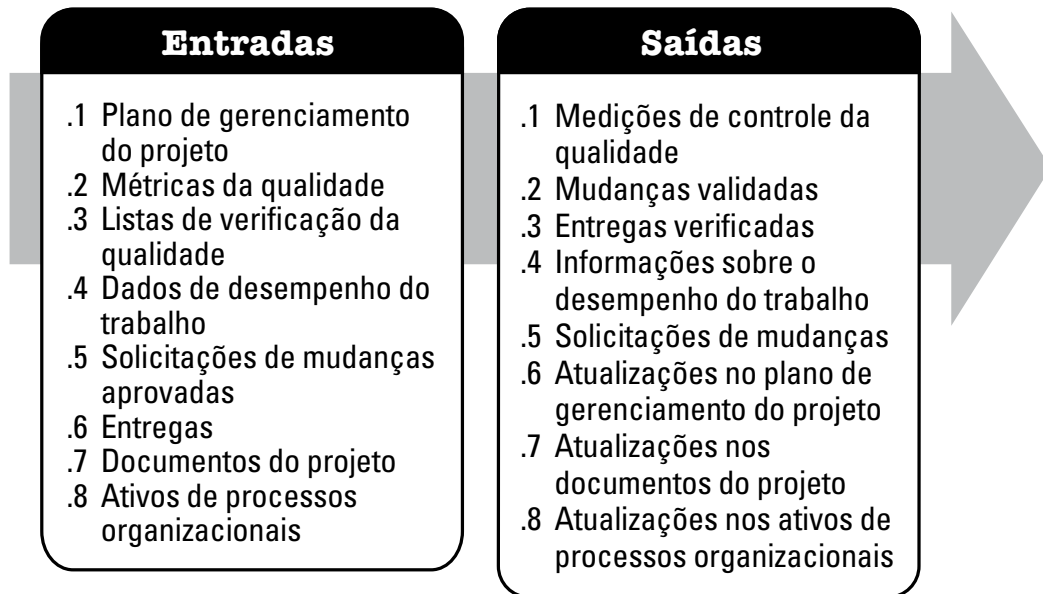 Entradas
.1 Plano de gerenciamento
do projeto
.2 Métricas da qualidade
.3 Listas de verificação da
qualidade
.4 Dados de desempenho do
trabalho
.5 Solicitações de mudanças
aprovadas
.6 Entregas
.7 Documentos do projeto
.8 Ativos de processos
organizacionais
Saídas
.1 Medições de controle da
qualidade
.2 Mudanças validadas
.3 Entregas verificadas
.4 Informações sobre o
desempenho do trabalho
.5 Solicitações de mudanças
.6 Atualizações no plano de
gerenciamento do projeto
.7 Atualizações nos
documentos do projeto
.8 Atualizações nos ativos de
processos organizacionais